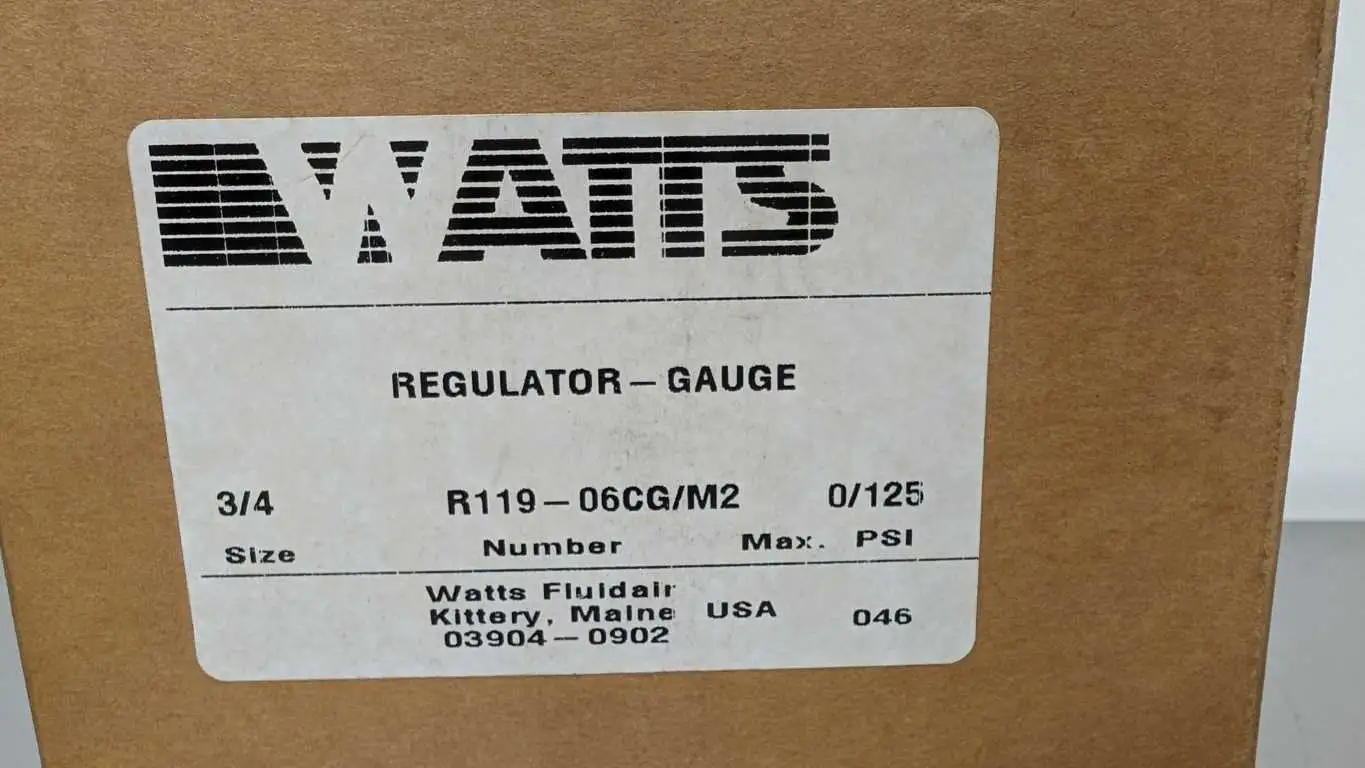 WATTS
REGULATOR-GAUGE
3/4 R119-06CG/M2 0/125
Size Number Max. PSI
Watts Fluidair
Kittery, Maine USA 046
03904-0902